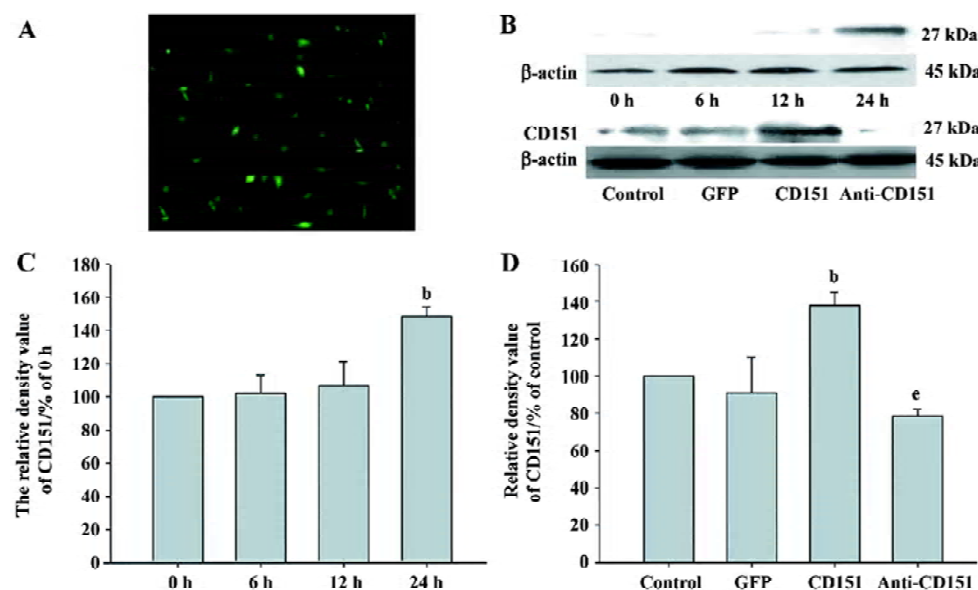 A
B
27 kDa
β-actin
45 kDa
0 h 6 h 12 h 24 h
CD151
27 kDa
β-actin
45 kDa
Control GFP CD151 Anti-CD151
C
The relative density value
of CD151/% of 0 h
180
160
140
120
100
80
60
40
20
0
b
0 h 6 h 12 h 24 h
D
Relative density value
of CD151/% of control
160
140
120
100
80
60
40
20
0
b
e
Control GFP CD151 Anti-CD151